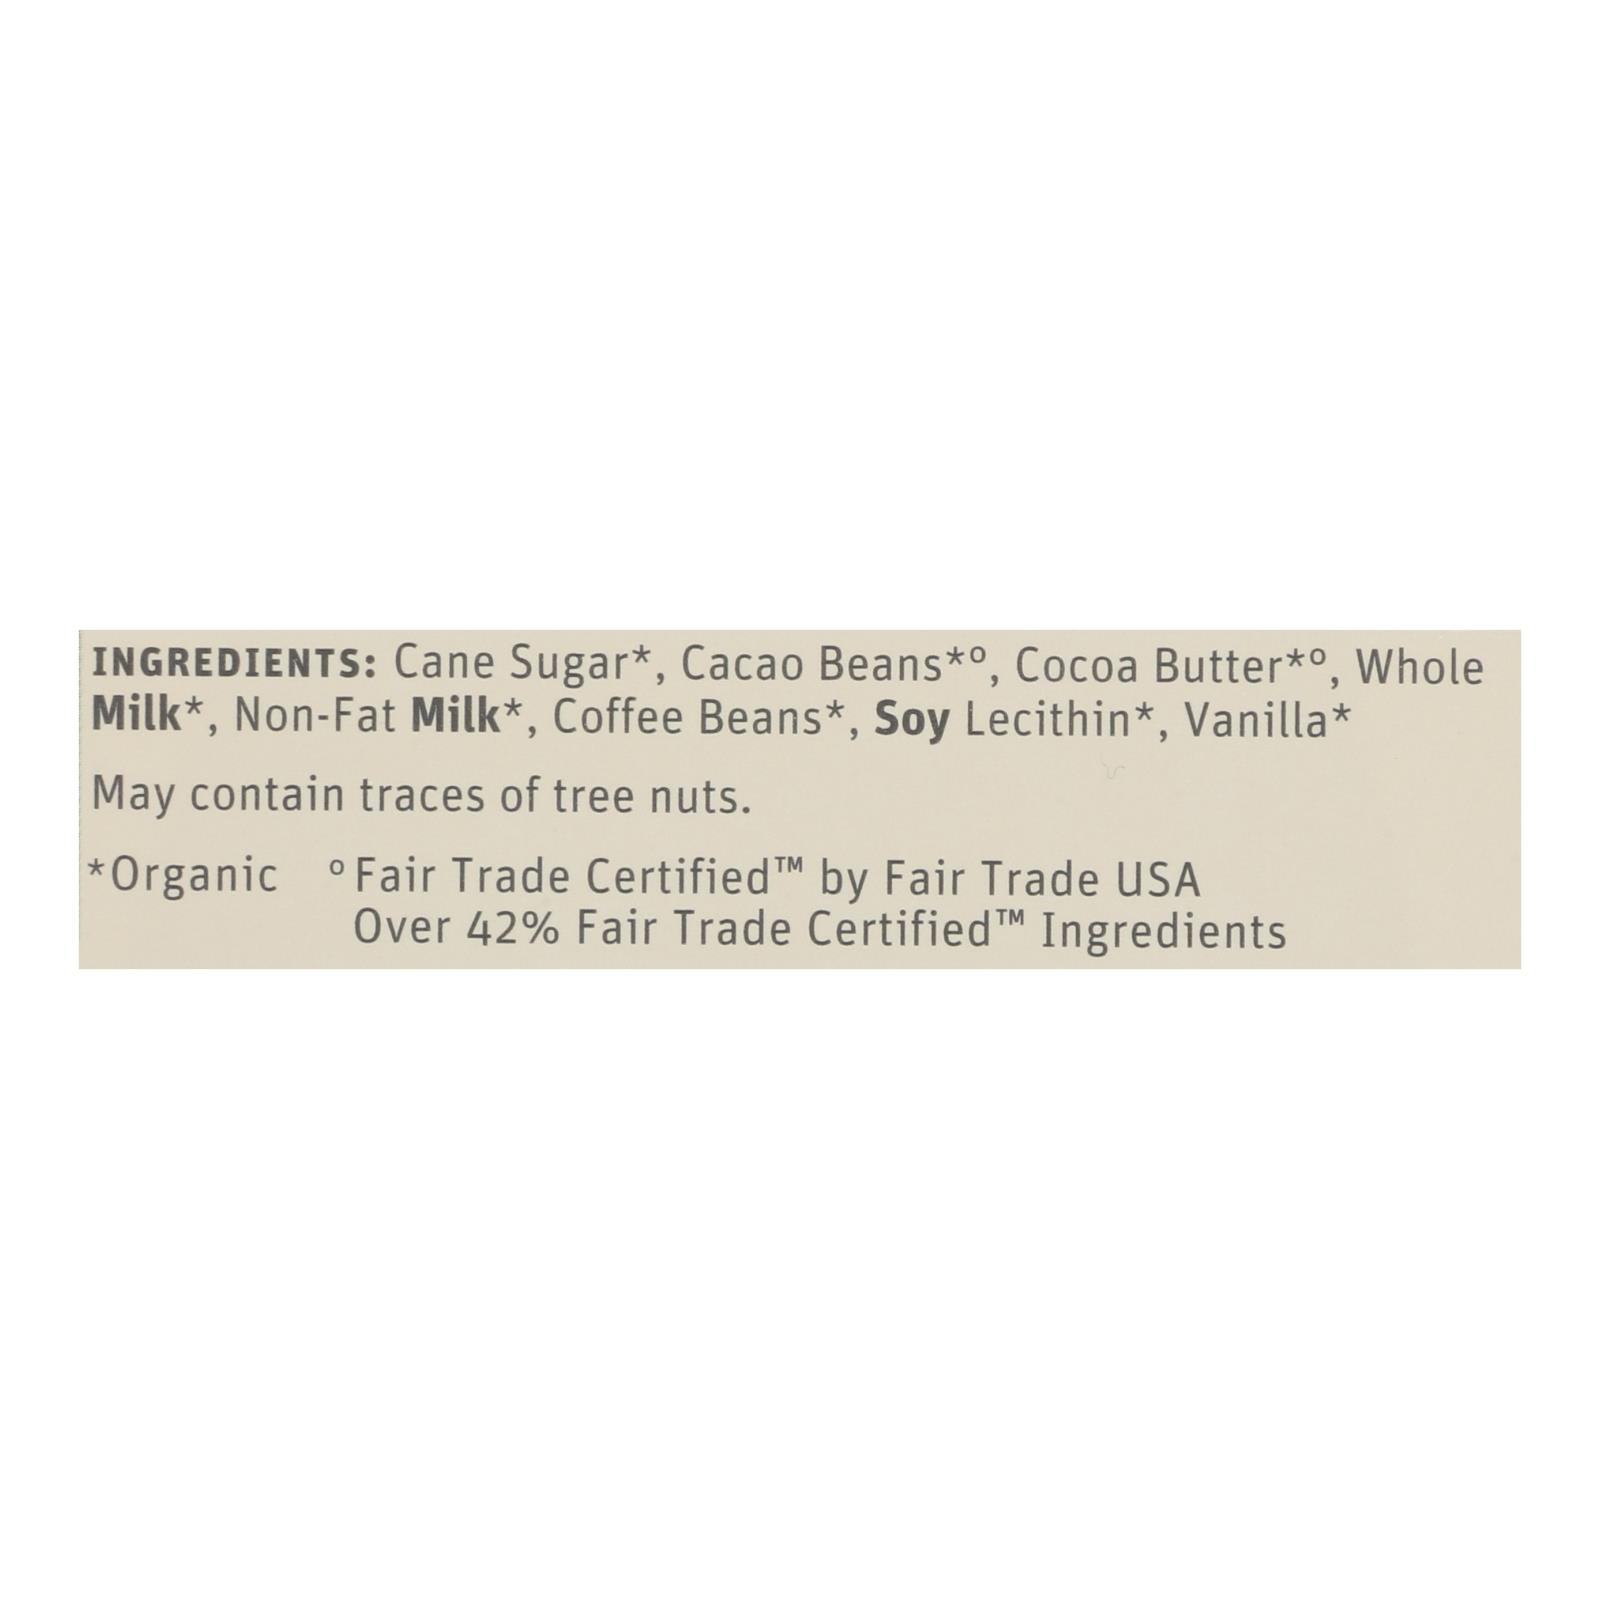 INGREDIENTS: Cane Sugar*, Cacao Beans*º, Cocoa Butter*º, Whole
Milk*, Non-Fat Milk*, Coffee Beans*, Soy Lecithin*, Vanilla*
May contain traces of tree nuts.
*Organic º Fair Trade Certified™ by Fair Trade USA
Over 42% Fair Trade Certified™ Ingredients